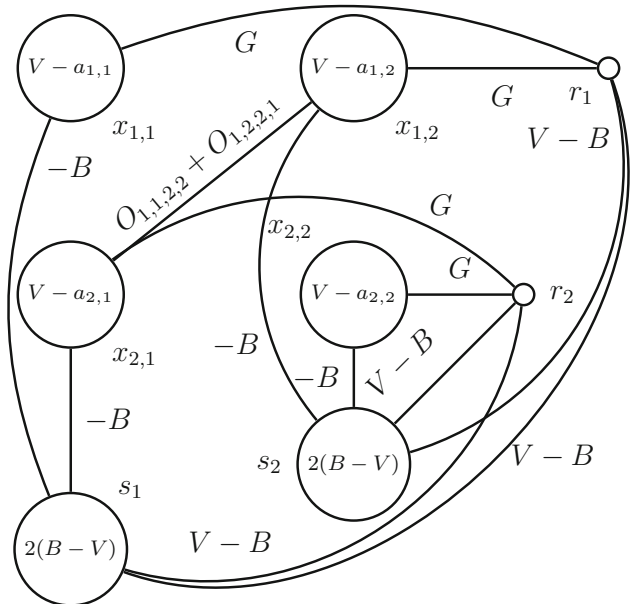 G
V − a₁,₁
V − a₁,₂
G
r₁
x₁,₁
x₁,₂
V − B
−B
O₁,₁,₂,₂ + O₁,₂,₂,₁
G
x₂,₂
G
V − a₂,₁
V − a₂,₂
r₂
x₂,₁
−B
−B
V − B
−B
s₂
2(B − V)
V − B
s₁
2(B − V)
V − B